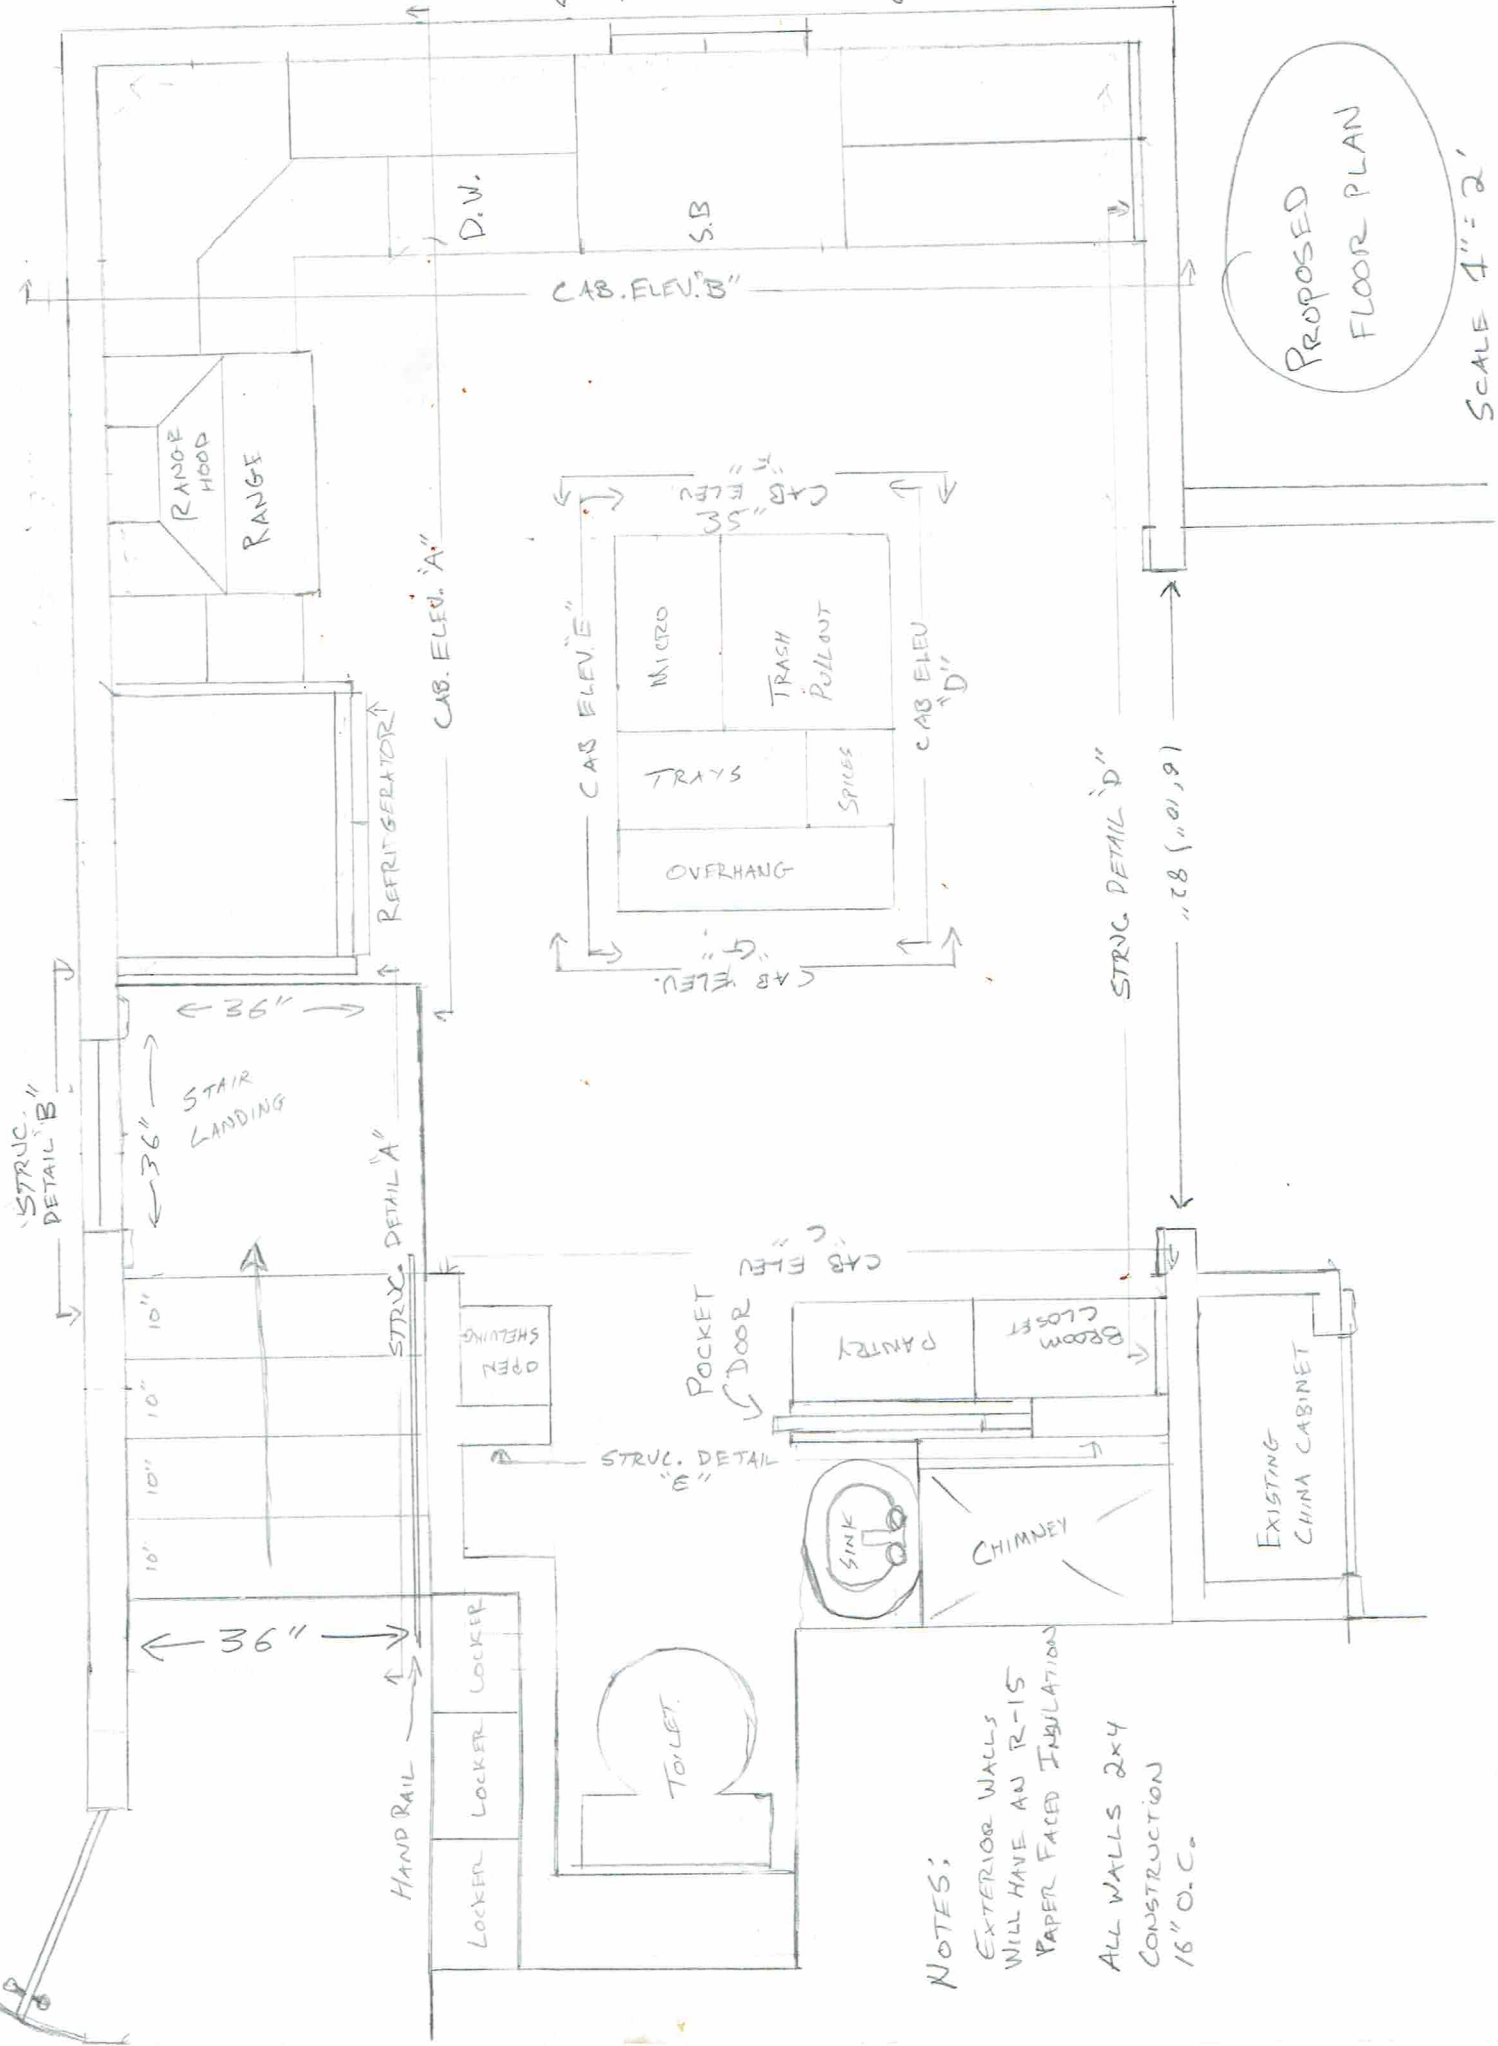 STRUC.
DETAIL "B"
10"
10"
10"
10"
36"
36"
36"
STAIR
LANDING
STRUC. DETAIL "A"
HAND RAIL
LOCKER
LOCKER
LOCKER
OPEN
SHELVING
REFRITGERATOR
RANGR
HOOD
RANGE
CAB. ELEV. "A"
D.W.
S.B
CAB. ELEV. "B"
CAB ELEV. "E"
CAB ELEV.
"G"
CAB ELEV
"F"
35"
MICRO
TRASH
PULLOUT
TRAYS
SPICES
OVERHANG
CAB ELEV
"D"
STRUC. DETAIL "D"
82" (6'10")
CAB ELEV
"C"
POCKET
DOOR
PANTRY
BROOM
CLOSET
STRUC. DETAIL
"E"
SINK
CHIMNEY
TOILET
EXISTING
CHINA CABINET
NOTES:
EXTERIOR WALLS
WILL HAVE AN R-15
PAPER FACED INSULATION
ALL WALLS 2x4
CONSTRUCTION
16" O.C.
PROPOSED
FLOOR PLAN
SCALE 1" = 2'